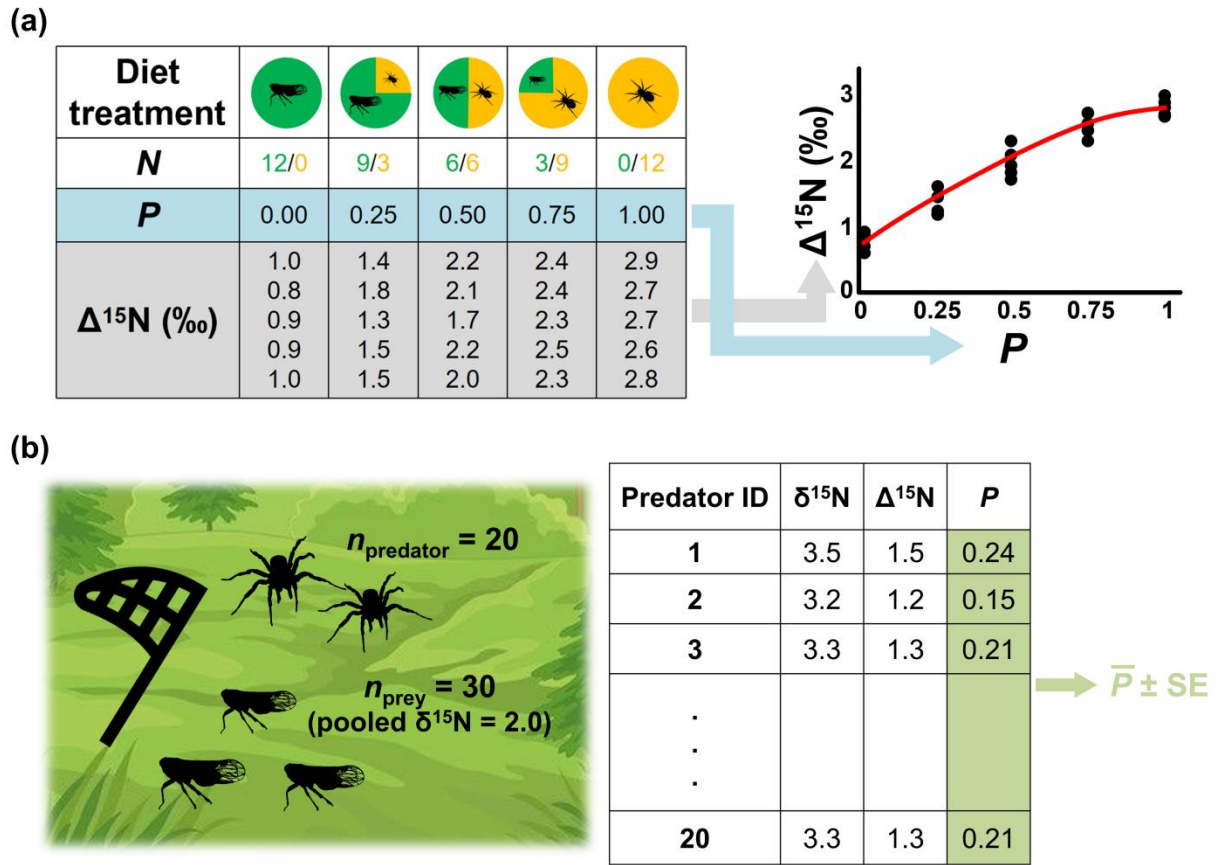 (a)
Diet treatment
N 12/0 9/3 6/6 3/9 0/12
P 0.00 0.25 0.50 0.75 1.00
Δ¹⁵N (‰)
1.0 1.4 2.2 2.4 2.9
0.8 1.8 2.1 2.4 2.7
0.9 1.3 1.7 2.3 2.7
0.9 1.5 2.2 2.5 2.6
1.0 1.5 2.0 2.3 2.8
Δ¹⁵N (‰)
3
2
1
0
0 0.25 0.5 0.75 1
P
(b)
n predator = 20
n prey = 30
(pooled δ¹⁵N = 2.0)
Predator ID δ¹⁵N Δ¹⁵N P
1 3.5 1.5 0.24
2 3.2 1.2 0.15
3 3.3 1.3 0.21
.
.
.
20 3.3 1.3 0.21
P̅ ± SE